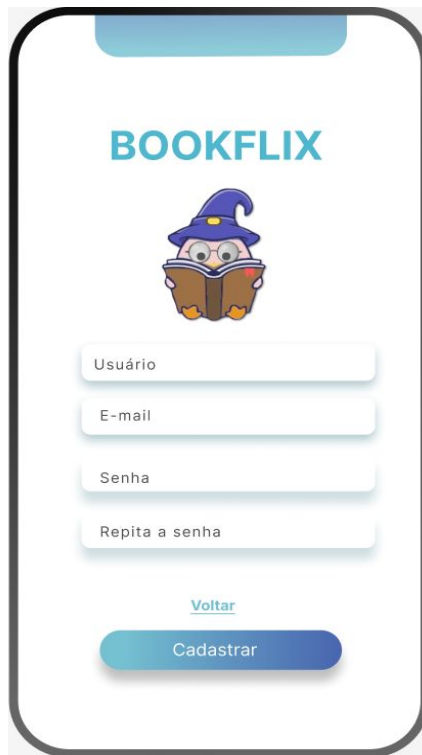 BOOKFLIX
Usuário
E-mail
Senha
Repita a senha
Voltar
Cadastrar